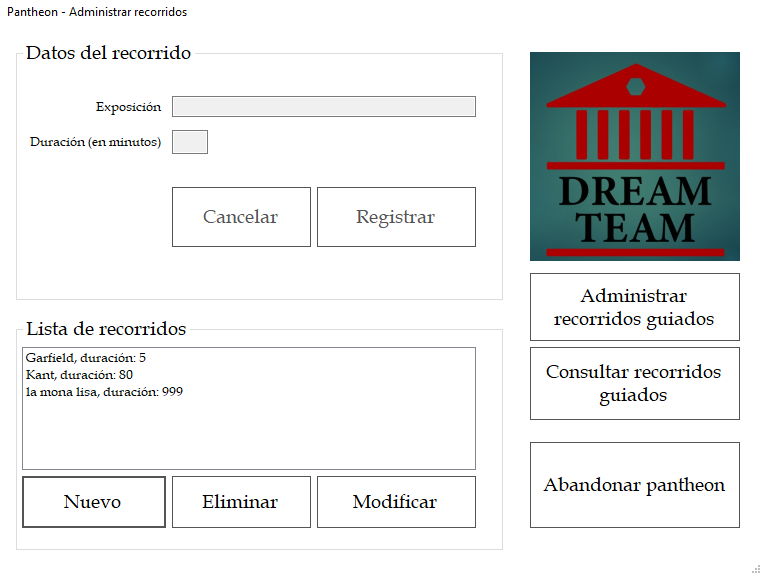 Pantheon - Administrar recorridos
Datos del recorrido
Exposición
Duración (en minutos)
Cancelar
Registrar
Lista de recorridos
Garfield, duración: 5
Kant, duración: 80
la mona lisa, duración: 999
Nuevo
Eliminar
Modificar
DREAM
TEAM
Administrar
recorridos guiados
Consultar recorridos
guiados
Abandonar pantheon